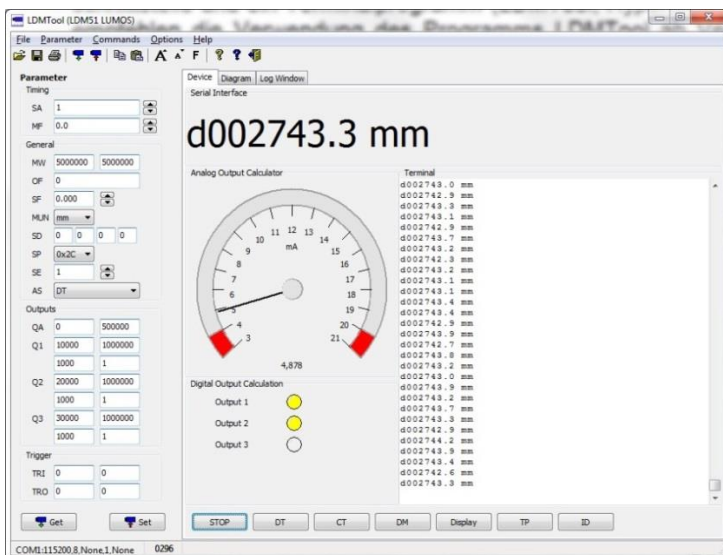 LDMTool (LDM51 LUMOS)
File Parameter Commands Options Help
A A F ? ?
Parameter
Timing
SA 1
MF 0.0
General
MW 5000000 5000000
OF 0
SF 0.000
MUN mm
SD 0 0 0 0
SP 0x2C
SE 1
AS DT
Outputs
QA 0 500000
Q1 10000 1000000
1000 1
Q2 20000 1000000
1000 1
Q3 30000 1000000
1000 1
Trigger
TRI 0 0
TRO 0 0
Get Set
Device Diagram Log Window
Serial Interface
d002743.3 mm
Analog Output Calculator
3 4 5 6 7 8 9 10 11 12 13 14 15 16 17 18 19 20 21
mA
4,878
Digital Output Calculation
Output 1
Output 2
Output 3
Terminal
d002743.0 mm
d002742.9 mm
d002743.3 mm
d002743.1 mm
d002742.9 mm
d002743.7 mm
d002743.2 mm
d002742.3 mm
d002743.2 mm
d002743.1 mm
d002743.1 mm
d002743.4 mm
d002743.4 mm
d002742.9 mm
d002743.9 mm
d002742.7 mm
d002743.8 mm
d002743.2 mm
d002743.0 mm
d002743.9 mm
d002743.2 mm
d002743.7 mm
d002743.3 mm
d002742.9 mm
d002744.2 mm
d002743.9 mm
d002743.4 mm
d002742.6 mm
d002743.3 mm
STOP DT CT DM Display TP ID
COM1:115200,8,None,1,None 0296